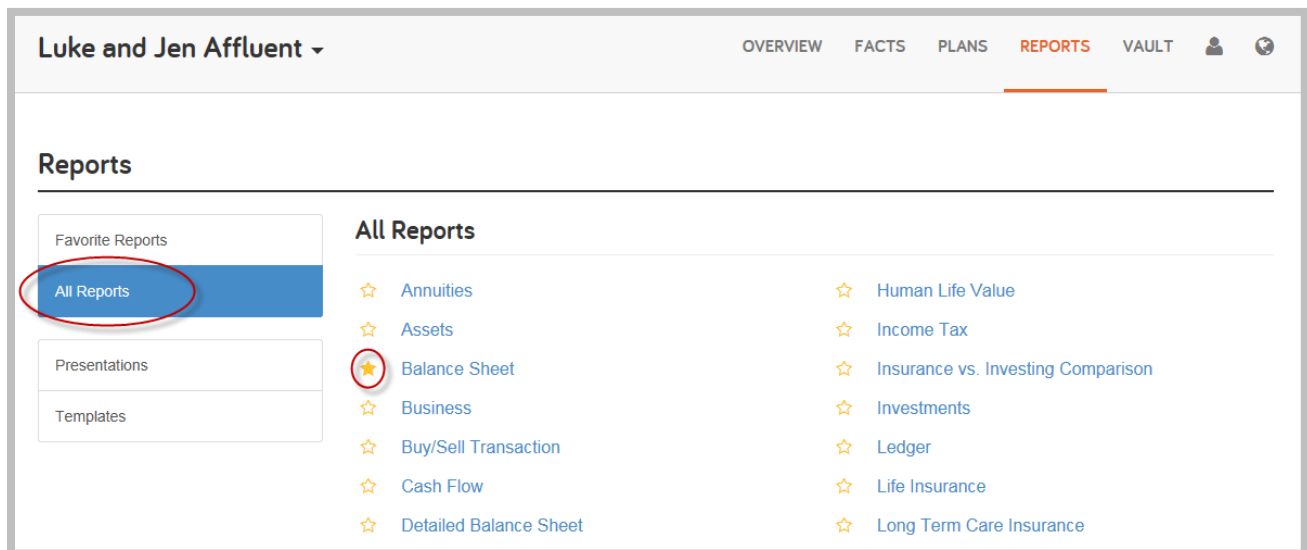 Luke and Jen Affluent
OVERVIEW FACTS PLANS REPORTS VAULT
Reports
Favorite Reports
All Reports
Presentations
Templates
All Reports
Annuities
Assets
Balance Sheet
Business
Buy/Sell Transaction
Cash Flow
Detailed Balance Sheet
Human Life Value
Income Tax
Insurance vs. Investing Comparison
Investments
Ledger
Life Insurance
Long Term Care Insurance